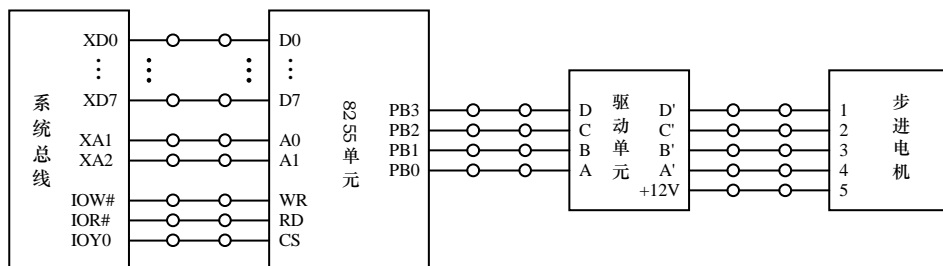 系统总线
XD0
XD7
XA1
XA2
IOW#
IOR#
IOY0
D0
D7
A0
A1
WR
RD
CS
8255单元
PB3
PB2
PB1
PB0
D
C
B
A
驱动单元
D'
C'
B'
A'
+12V
1
2
3
4
5
步进电机